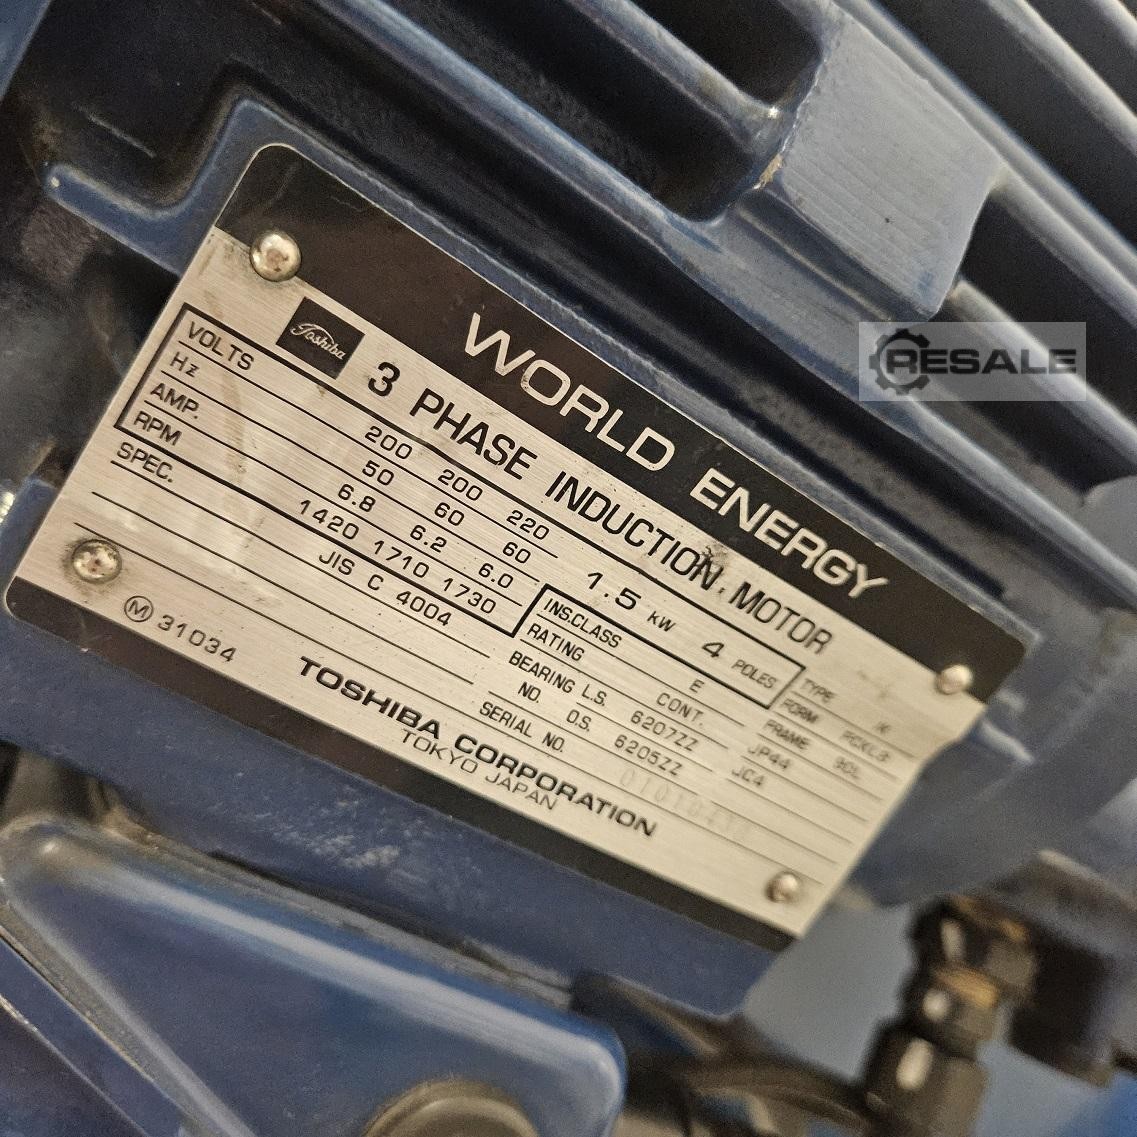 WORLD ENERGY
Toshiba
3 PHASE INDUCTION MOTOR
VOLTS 200 200 220
1.5 kW 4 POLES
Hz 50 60 60
AMP. 6.8 6.2 6.0
RPM 1420 1710 1730
SPEC. JIS C 4004
INS.CLASS E
RATING CONT.
BEARING L.S. 6207ZZ
NO. O.S. 6205ZZ
SERIAL NO.
TYPE
FORM
FRAME
JP44
JC4
M 31034
TOSHIBA CORPORATION
TOKYO JAPAN
RESALE